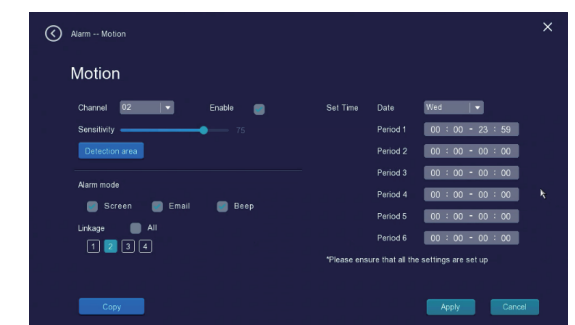 Alarm -- Motion
Motion
Channel 02 Enable
Sensitivity 75
Detection area
Alarm mode
Screen Email Beep
Linkage All
1 2 3 4
Copy
Set Time Date Wed
Period 1 00 : 00 - 23 : 59
Period 2 00 : 00 - 00 : 00
Period 3 00 : 00 - 00 : 00
Period 4 00 : 00 - 00 : 00
Period 5 00 : 00 - 00 : 00
Period 6 00 : 00 - 00 : 00
*Please ensure that all the settings are set up
Apply Cancel